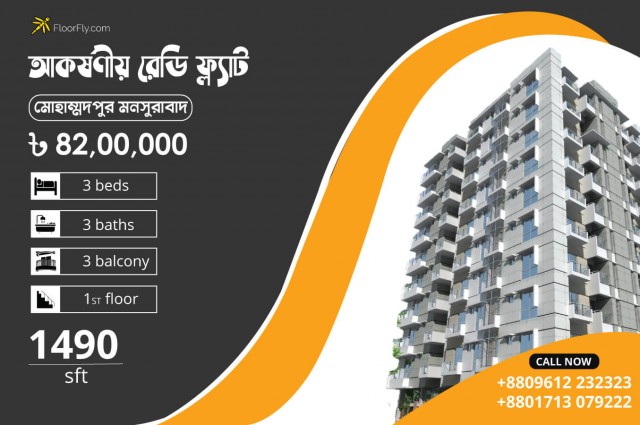 FloorFly.com
আকর্ষণীয় রেডি ফ্ল্যাট
মোহাম্মদপুর মনসুরাবাদ
৳ 82,00,000
3 beds
3 baths
3 balcony
1ST floor
1490
sft
CALL NOW
+8809612 232323
+8801713 079222